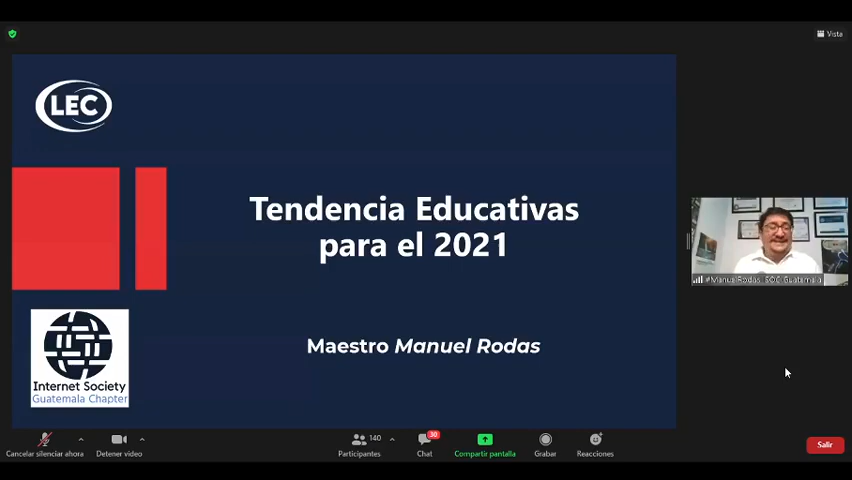 Vista
LEC
Tendencia Educativas
para el 2021
Maestro Manuel Rodas
Internet Society
Guatemala Chapter
Guatemala
140
30
Cancelar silenciar ahora
Detener video
Participantes
Chat
Compartir pantalla
Grabar
Reacciones
Salir